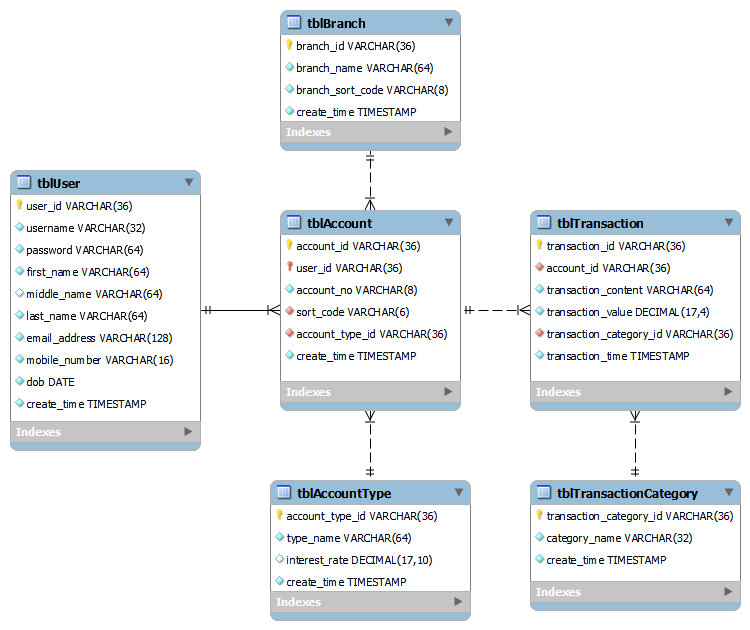 tblBranch
branch_id VARCHAR(36)
branch_name VARCHAR(64)
branch_sort_code VARCHAR(8)
create_time TIMESTAMP
Indexes
tblUser
user_id VARCHAR(36)
username VARCHAR(32)
password VARCHAR(64)
first_name VARCHAR(64)
middle_name VARCHAR(64)
last_name VARCHAR(64)
email_address VARCHAR(128)
mobile_number VARCHAR(16)
dob DATE
create_time TIMESTAMP
Indexes
tblAccount
account_id VARCHAR(36)
user_id VARCHAR(36)
account_no VARCHAR(8)
sort_code VARCHAR(6)
account_type_id VARCHAR(36)
create_time TIMESTAMP
Indexes
tblTransaction
transaction_id VARCHAR(36)
account_id VARCHAR(36)
transaction_content VARCHAR(64)
transaction_value DECIMAL(17,4)
transaction_category_id VARCHAR(36)
transaction_time TIMESTAMP
Indexes
tblAccountType
account_type_id VARCHAR(36)
type_name VARCHAR(64)
interest_rate DECIMAL(17,10)
create_time TIMESTAMP
Indexes
tblTransactionCategory
transaction_category_id VARCHAR(36)
category_name VARCHAR(32)
create_time TIMESTAMP
Indexes